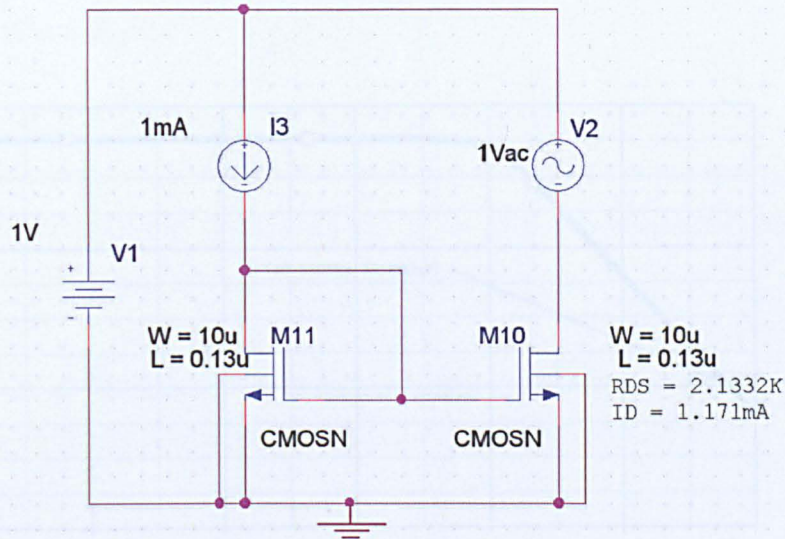 1mA
I3
V2
1Vac
1V
V1
W = 10u
L = 0.13u
M11
M10
W = 10u
L = 0.13u
RDS = 2.1332K
ID = 1.171mA
CMOSN
CMOSN